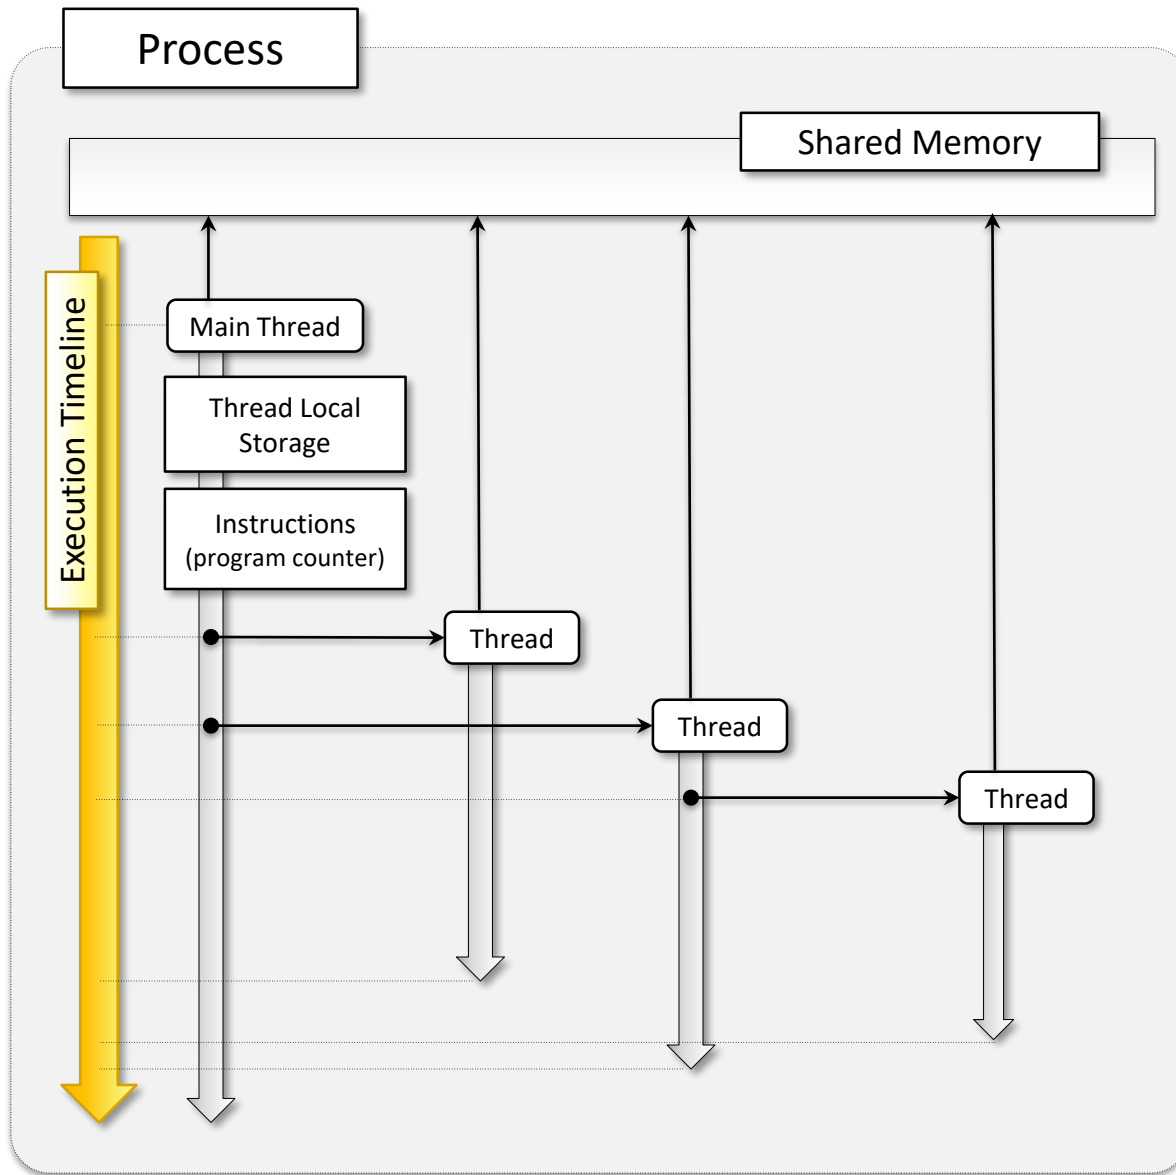 Process
Shared Memory
Execution Timeline
Main Thread
Thread Local
Storage
Instructions
(program counter)
Thread
Thread
Thread